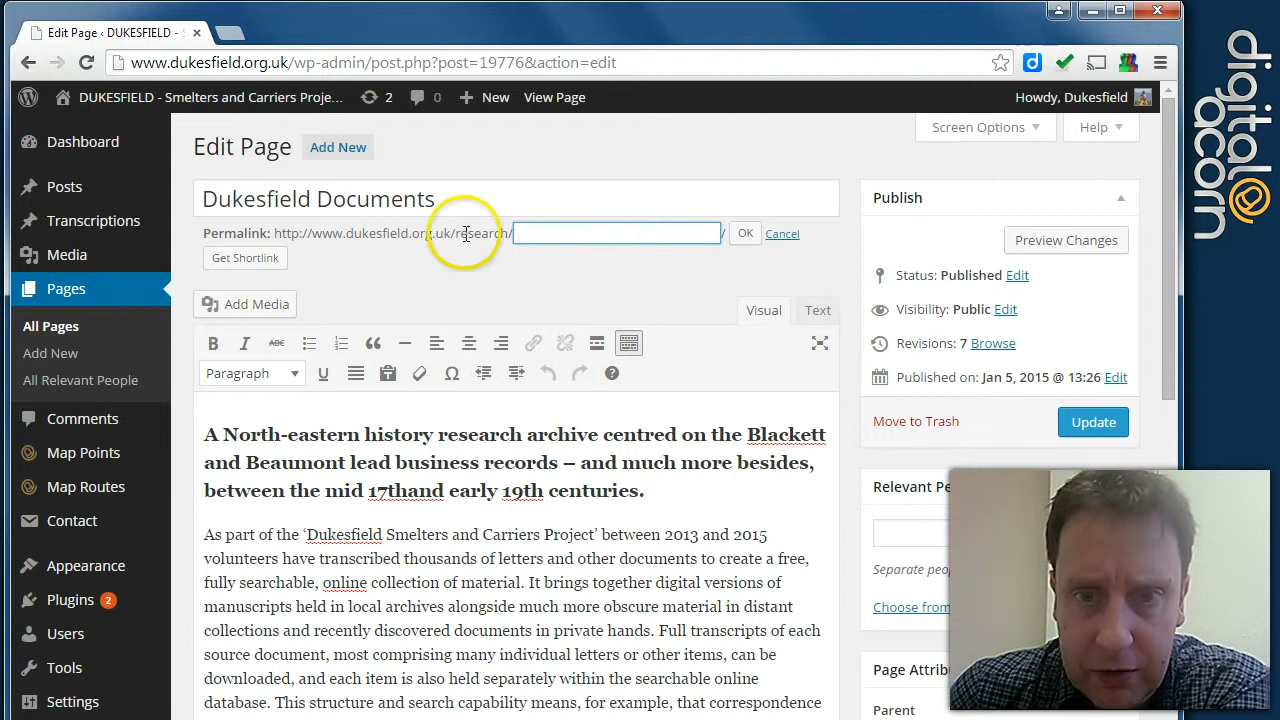 Edit Page ‹ DUKESFIELD - S
www.dukesfield.org.uk/wp-admin/post.php?post=19776&action=edit
DUKESFIELD - Smelters and Carriers Proje... 2 0 New View Page Howdy, Dukesfield
Screen Options Help
Dashboard
Posts
Transcriptions
Media
Pages
All Pages
Add New
All Relevant People
Comments
Map Points
Map Routes
Contact
Appearance
Plugins 2
Users
Tools
Settings
Edit Page Add New
Dukesfield Documents
Permalink: http://www.dukesfield.org.uk/research/ / OK Cancel
Get Shortlink
Add Media
Visual Text
B I ABC
Paragraph U
A North-eastern history research archive centred on the Blackett
and Beaumont lead business records – and much more besides,
between the mid 17thand early 19th centuries.
As part of the ‘Dukesfield Smelters and Carriers Project’ between 2013 and 2015
volunteers have transcribed thousands of letters and other documents to create a free,
fully searchable, online collection of material. It brings together digital versions of
manuscripts held in local archives alongside much more obscure material in distant
collections and recently discovered documents in private hands. Full transcripts of each
source document, most comprising many individual letters or other items, can be
downloaded, and each item is also held separately within the searchable online
database. This structure and search capability means, for example, that correspondence
Publish
Preview Changes
Status: Published Edit
Visibility: Public Edit
Revisions: 7 Browse
Published on: Jan 5, 2015 @ 13:26 Edit
Move to Trash
Update
Relevant Pe
Separate peo
Choose from
Page Attrib
Parent
digital@
acorn